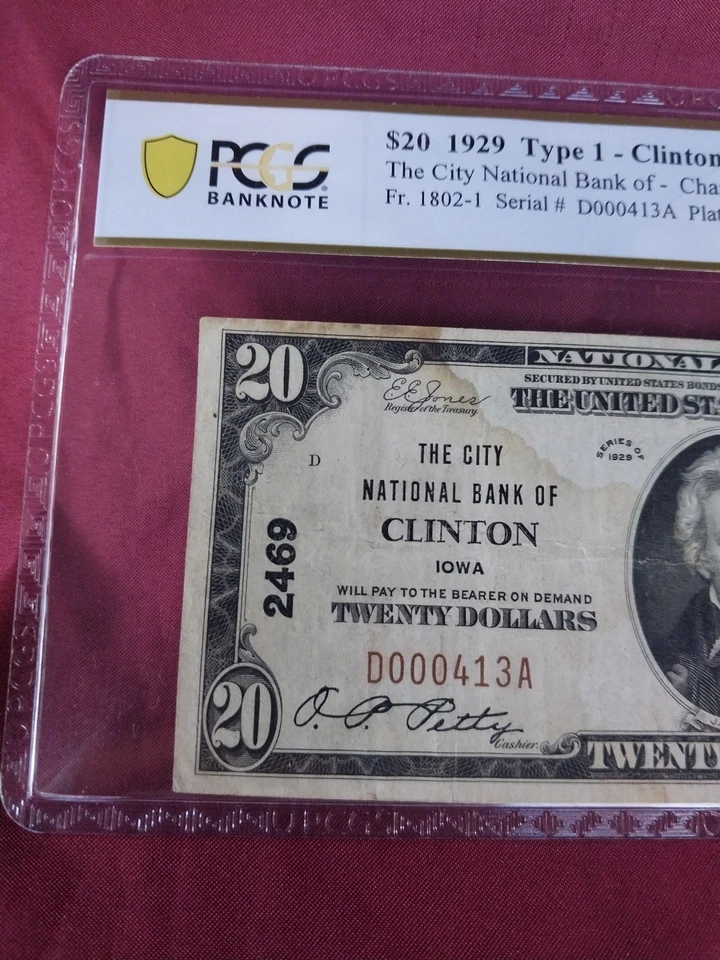 PCGS
BANKNOTE
$20 1929 Type 1 - Clinton
The City National Bank of - Cha
Fr. 1802-1 Serial # D000413A Plat
20
NATIONAL
SECURED BY UNITED STATES BONDS
THE UNITED STA
E.E. Jones
Register of the Treasury.
SERIES OF
1929
D
THE CITY
NATIONAL BANK OF
CLINTON
IOWA
2469
WILL PAY TO THE BEARER ON DEMAND
TWENTY DOLLARS
D000413A
O. P. Petty
Cashier.
20
TWENT